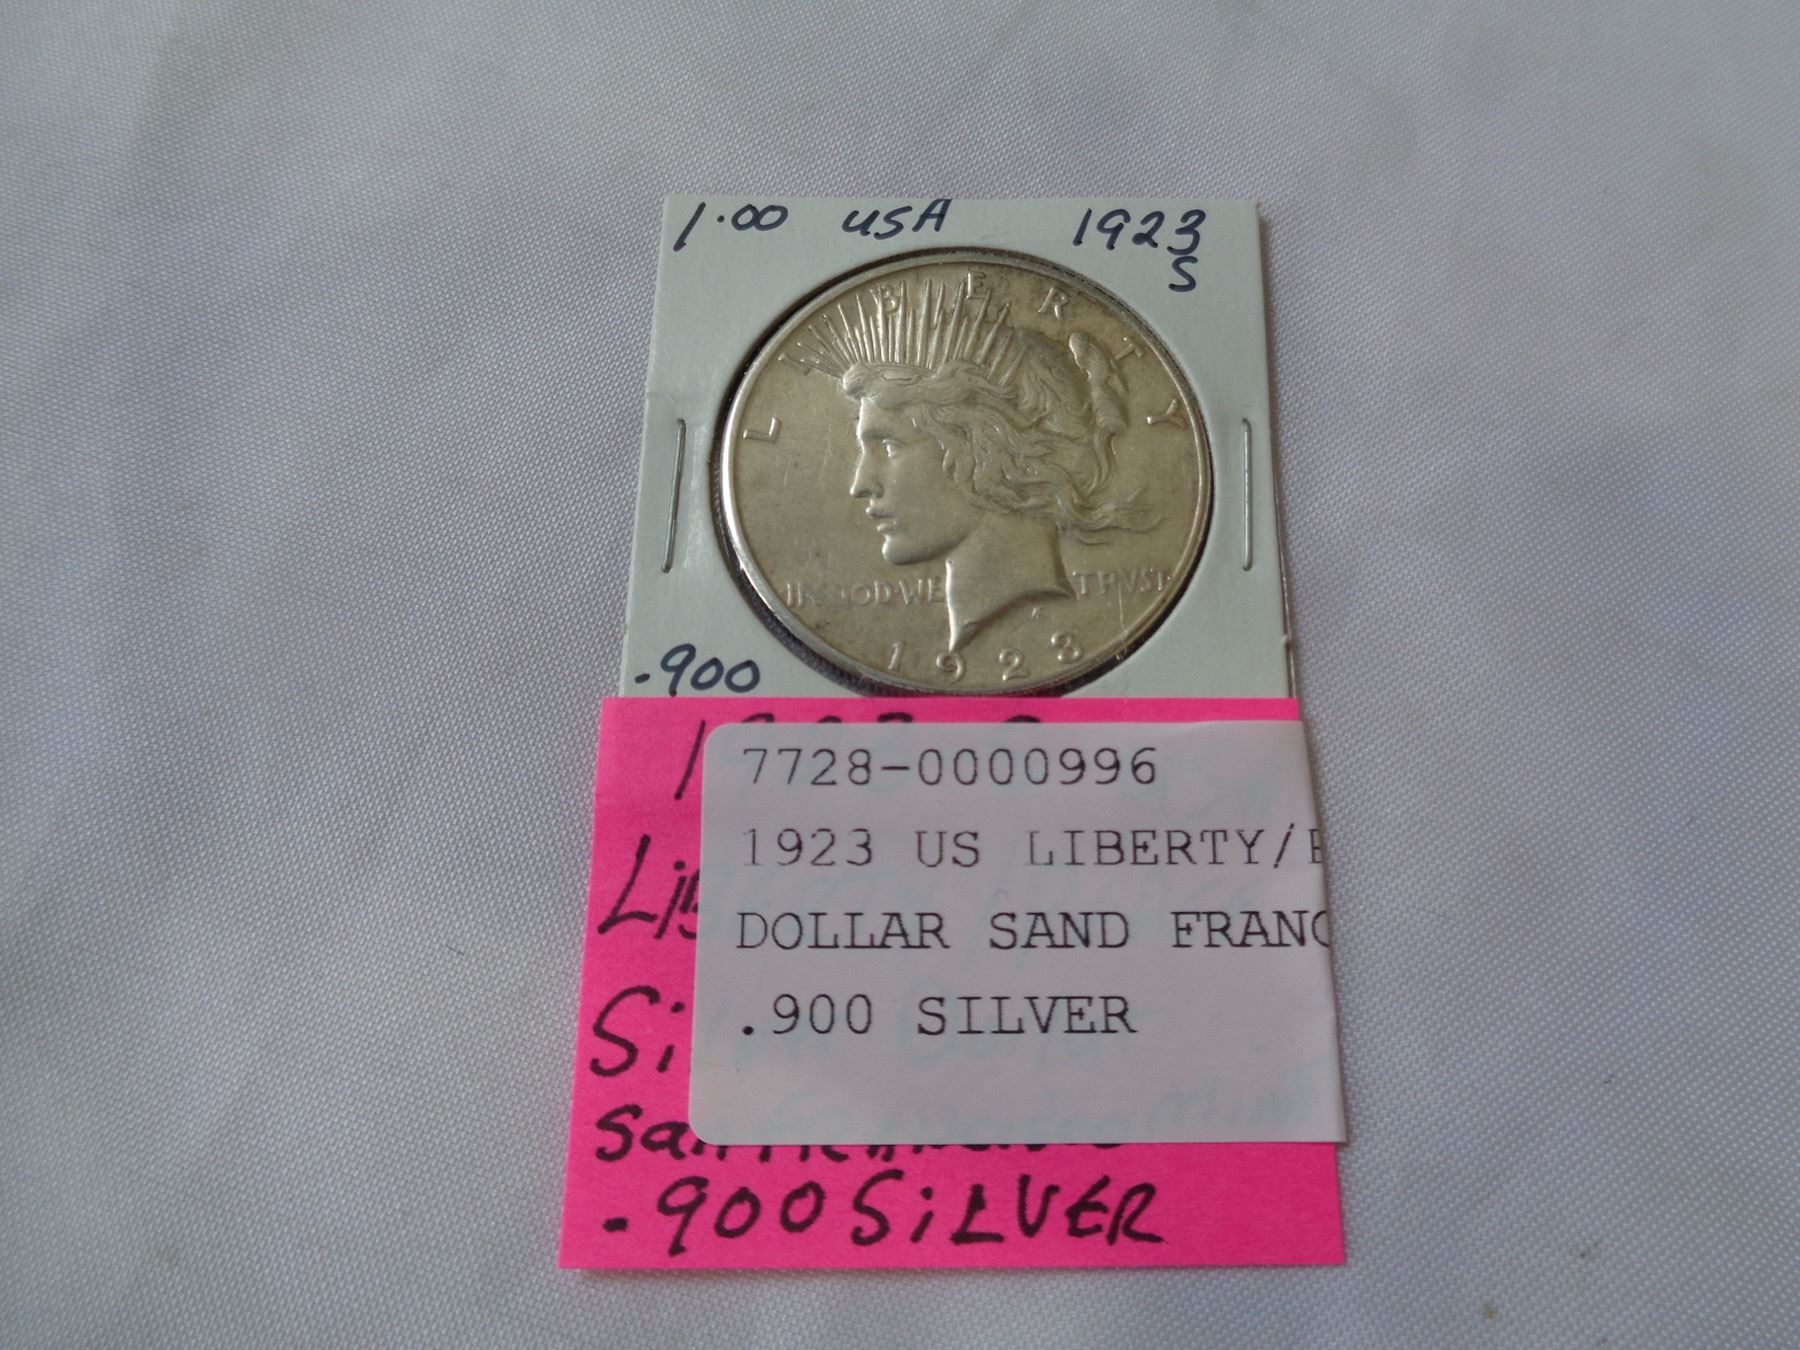 1.00 USA 1923
S
LIBERTY
IN GOD WE TRVST
1923
.900
7728-0000996
1923 US LIBERTY/
DOLLAR SAND FRANC
.900 SILVER
.900 SiLVER